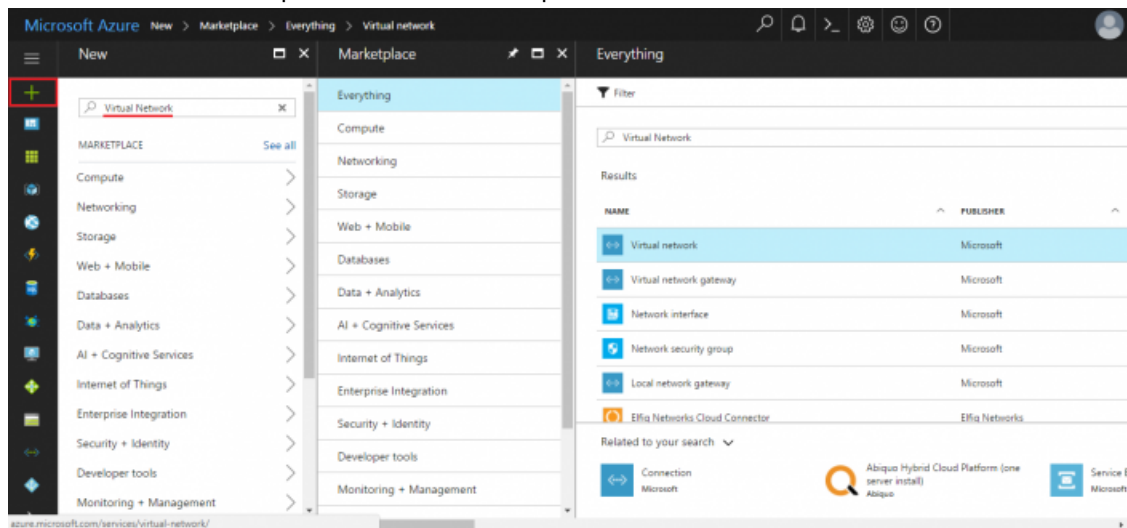 Microsoft Azure New > Marketplace > Everything > Virtual network
New
Virtual Network
MARKETPLACE See all
Compute
Networking
Storage
Web + Mobile
Databases
Data + Analytics
AI + Cognitive Services
Internet of Things
Enterprise Integration
Security + Identity
Developer tools
Monitoring + Management
Marketplace
Everything
Compute
Networking
Storage
Web + Mobile
Databases
Data + Analytics
AI + Cognitive Services
Internet of Things
Enterprise Integration
Security + Identity
Developer tools
Monitoring + Management
Everything
Filter
Virtual Network
Results
NAME PUBLISHER
Virtual network Microsoft
Virtual network gateway Microsoft
Network interface Microsoft
Network security group Microsoft
Local network gateway Microsoft
Elfiq Networks Cloud Connector Elfiq Networks
Related to your search
Connection
Microsoft
Abiquo Hybrid Cloud Platform (one
server install)
Abiquo
Service
Microsoft
azure.microsoft.com/services/virtual-network/